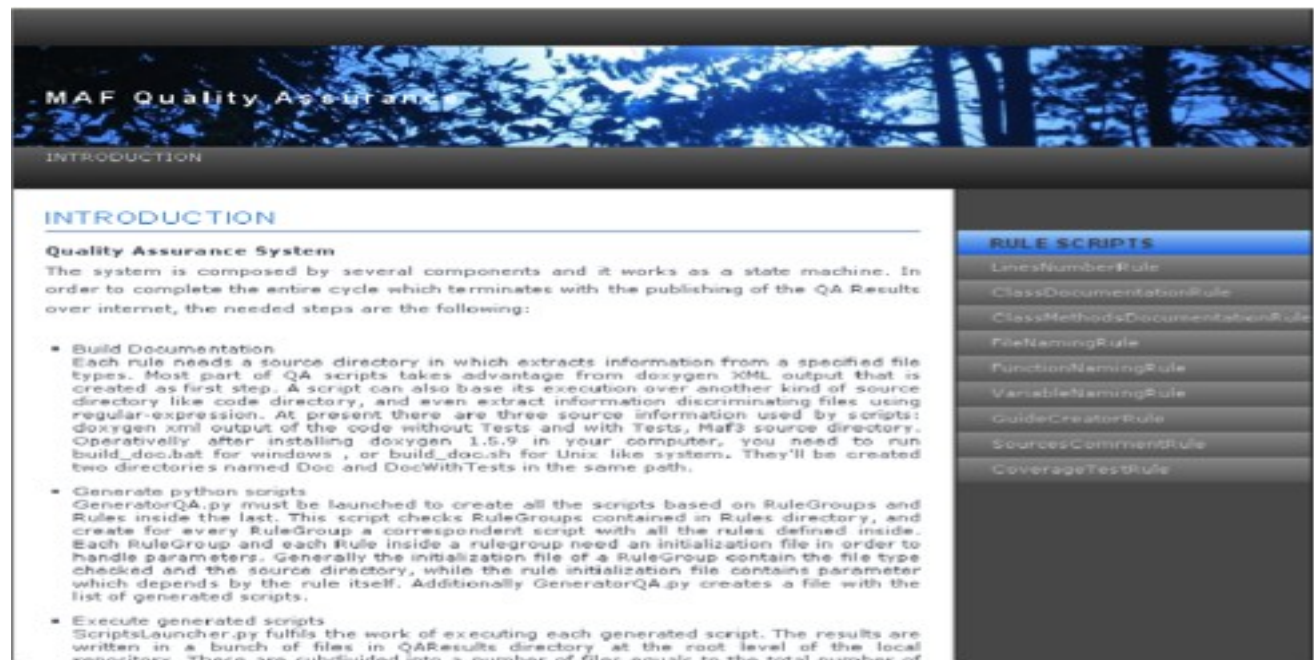 MAF Quality Assurance
INTRODUCTION
INTRODUCTION
Quality Assurance System
The system is composed by several components and it works as a state machine. In
order to complete the entire cycle which terminates with the publishing of the QA Results
over internet, the needed steps are the following:
Build Documentation
Each rule needs a source directory in which extracts information from a specified file
types. Most part of QA scripts takes advantage from doxygen XML output that is
created as first step. A script can also base its execution over another kind of source
directory like code directory, and even extract information discriminating files using
regular-expression. At present there are three source information used by scripts:
doxygen xml output of the code without Tests and with Tests, Maf3 source directory.
Operatively after installing doxygen 1.5.9 in your computer, you need to run
build_doc.bat for windows , or build_doc.sh for Unix like system. They'll be created
two directories named Doc and DocWithTests in the same path.
Generate python scripts
GeneratorQA.py must be launched to create all the scripts based on RuleGroups and
Rules inside the last. This script checks RuleGroups contained in Rules directory, and
create for every RuleGroup a correspondent script with all the rules defined inside.
Each RuleGroup and each Rule inside a rulegroup need an initialization file in order to
handle parameters. Generally the initialization file of a RuleGroup contain the file type
checked and the source directory, while the rule initialization file contains parameter
which depends by the rule itself. Additionally GeneratorQA.py creates a file with the
list of generated scripts.
Execute generated scripts
ScriptsLauncher.py fulfils the work of executing each generated script. The results are
written in a bunch of files in QAResults directory at the root level of the local
repository. These are subdivided into a number of files equals to the total number of
RULE SCRIPTS
LinesNumberRule
ClassDocumentationRule
ClassMethodsDocumentationRule
FileNamingRule
FunctionNamingRule
VariableNamingRule
GuideCreatorRule
SourcesCommentRule
CoverageTestRule